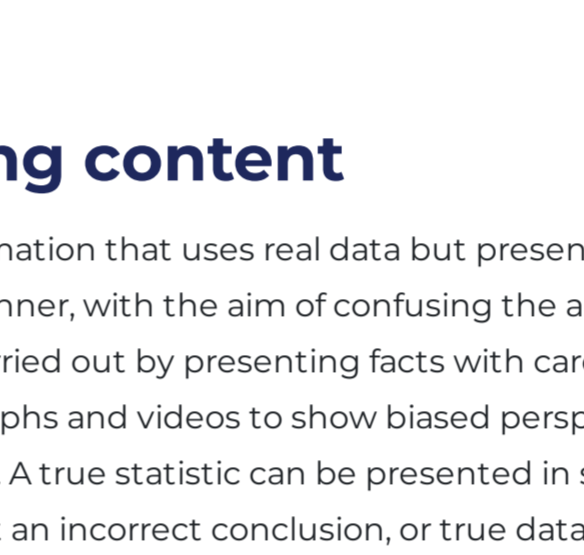 ng content
mation that uses real data but presen
nner, with the aim of confusing the a
rried out by presenting facts with car
phs and videos to show biased persp
. A true statistic can be presented in s
t an incorrect conclusion, or true data